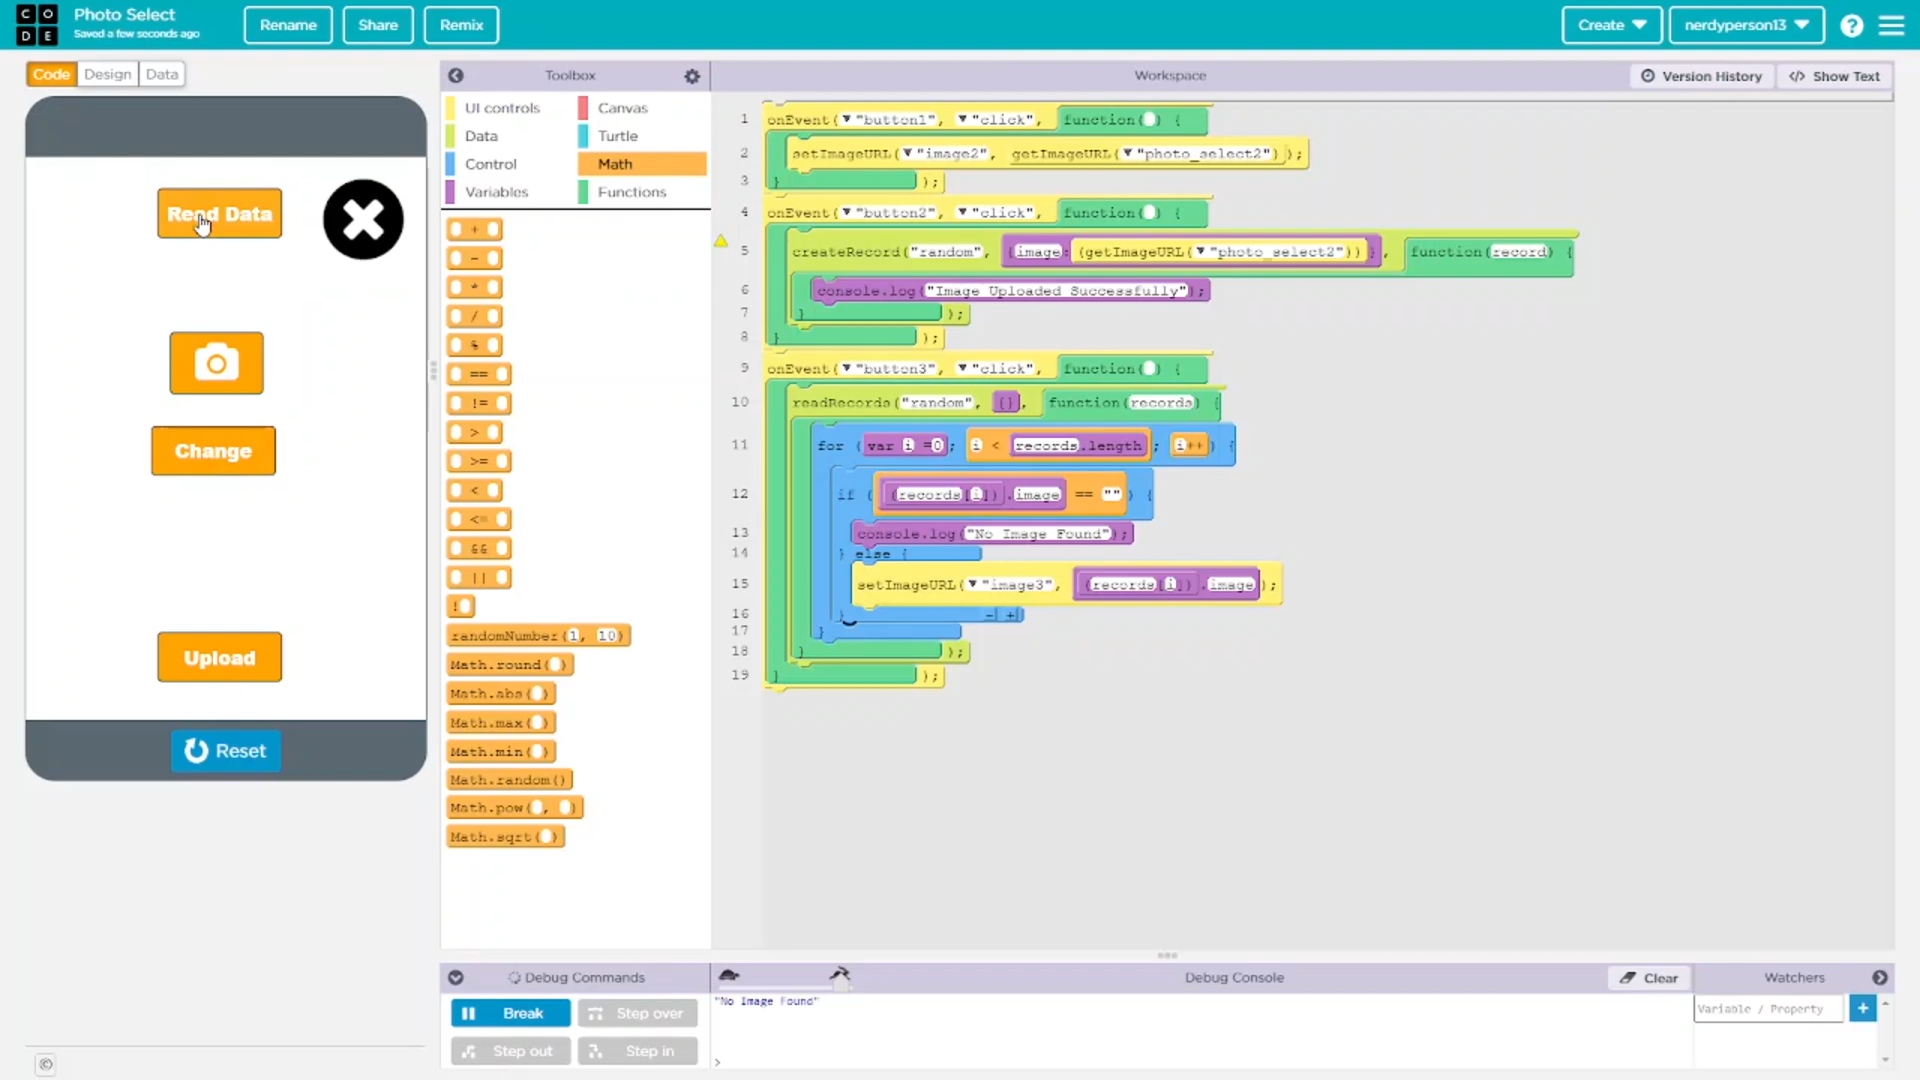 CODE
Photo Select
Saved a few seconds ago
Rename
Share
Remix
Create
nerdyperson13
?
Code
Design
Data
Toolbox
Workspace
Version History
</> Show Text
Read Data
Change
Upload
Reset
UI controls
Canvas
Data
Turtle
Control
Math
Variables
Functions
+
-
*
/
%
==
!=
>
>=
<
<=
&&
||
!
randomNumber(1, 10)
Math.round( )
Math.abs( )
Math.max( )
Math.min( )
Math.random()
Math.pow( , )
Math.sqrt( )
1 onEvent(▼"button1", ▼"click", function( ) {
2 setImageURL(▼"image2", getImageURL(▼"photo_select2"));
3 });
4 onEvent(▼"button2", ▼"click", function( ) {
5 createRecord("random", {image:(getImageURL(▼"photo_select2"))}, function(record) {
6 console.log("Image Uploaded Successfully");
7 });
8 });
9 onEvent(▼"button3", ▼"click", function( ) {
10 readRecords("random", {}, function(records) {
11 for (var i =0; i < records.length; i++) {
12 if ((records[i]).image == "") {
13 console.log("No Image Found");
14 } else {
15 setImageURL(▼"image3", (records[i]).image);
16 } - +
17 }
18 });
19 });
Debug Commands
Debug Console
Clear
Watchers
Break
Step over
Step out
Step in
"No Image Found"
>
Variable / Property
+
©